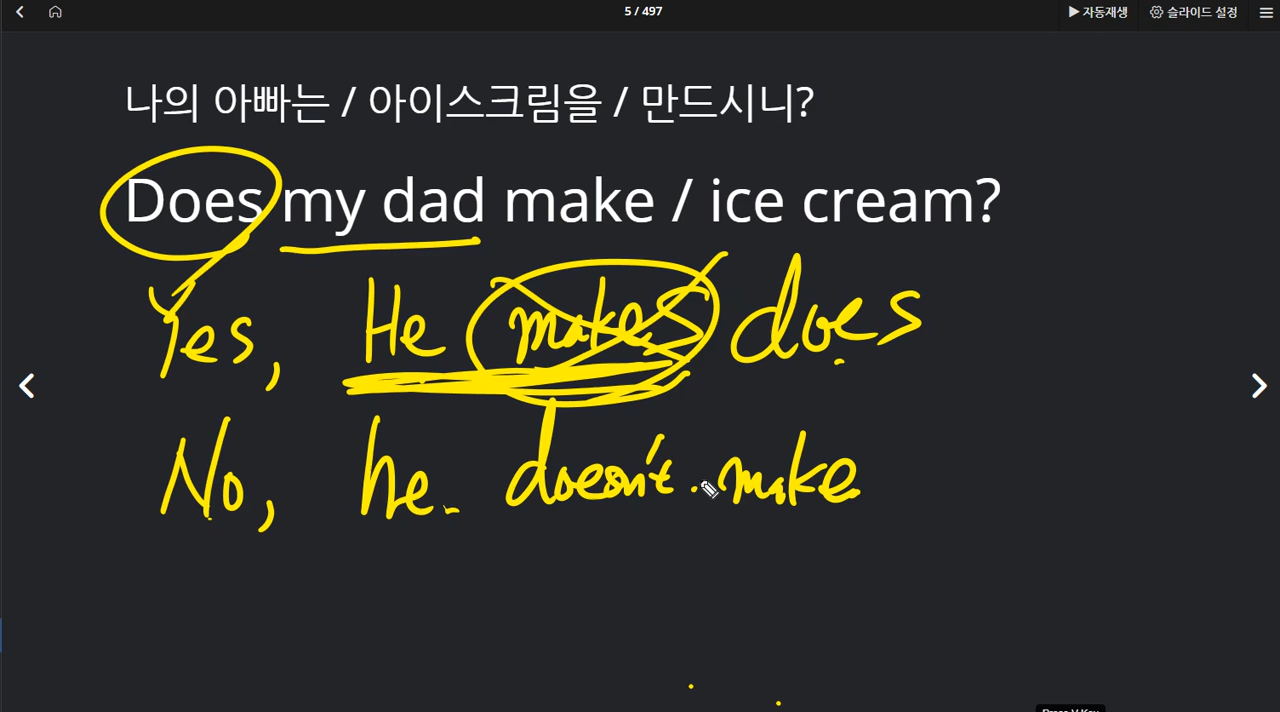 5 / 497
자동재생
슬라이드 설정
나의 아빠는 / 아이스크림을 / 만드시니?
Does my dad make / ice cream?
Yes, He makes does
No, he doesn't make
Press V Key